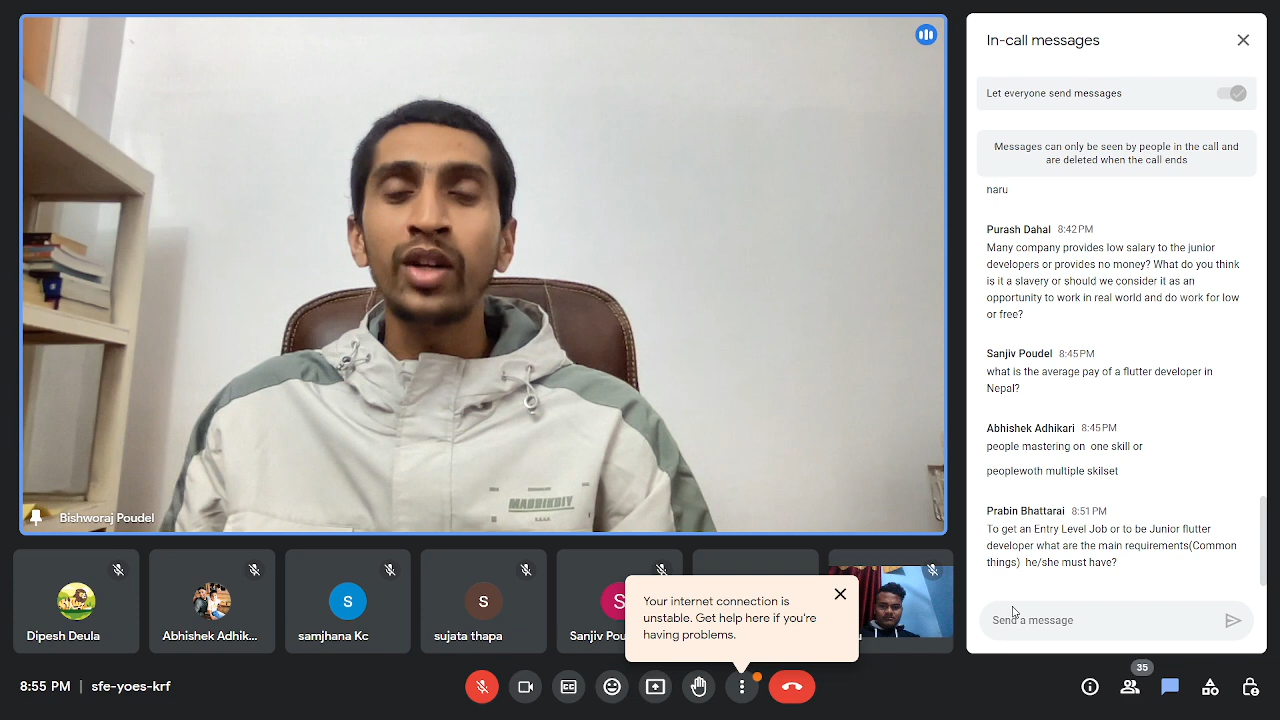 In-call messages
Let everyone send messages
Messages can only be seen by people in the call and
are deleted when the call ends
naru
Purash Dahal 8:42 PM
Many company provides low salary to the junior
developers or provides no money? What do you think
is it a slavery or should we consider it as an
opportunity to work in real world and do work for low
or free?
Sanjiv Poudel 8:45 PM
what is the average pay of a flutter developer in
Nepal?
Abhishek Adhikari 8:45 PM
people mastering on one skill or
peoplewoth multiple skilset
Prabin Bhattarai 8:51 PM
To get an Entry Level Job or to be Junior flutter
developer what are the main requirements(Common
things) he/she must have?
Send a message
Bishworaj Poudel
S
S
S
Dipesh Deula
Abhishek Adhik...
samjhana Kc
sujata thapa
Sanjiv Pou
Your internet connection is
unstable. Get help here if you're
having problems.
8:55 PM | sfe-yoes-krf
35